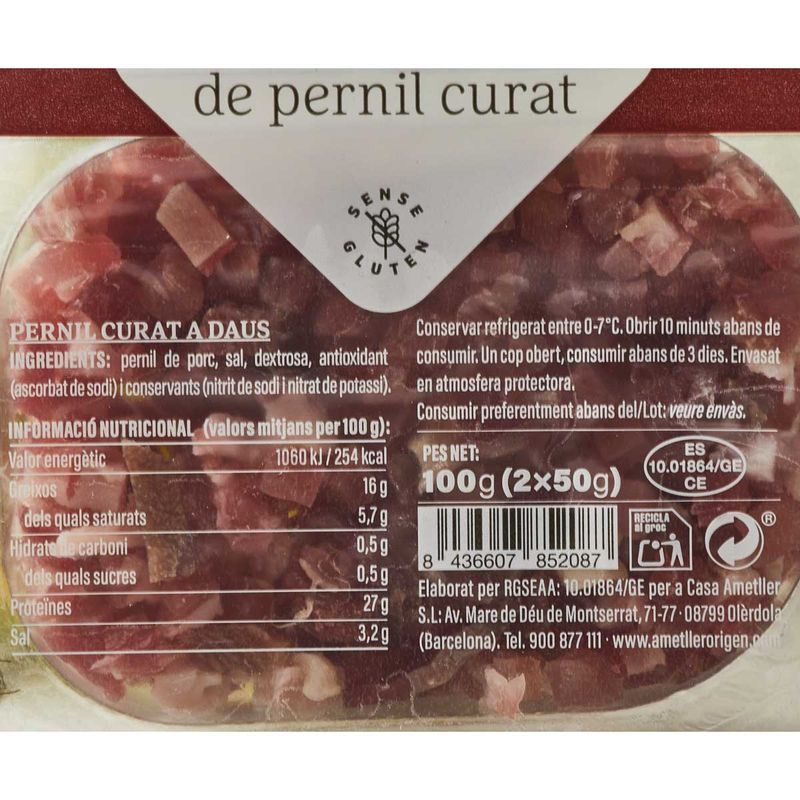 de pernil curat
SENSE
GLUTEN
PERNIL CURAT A DAUS
INGREDIENTS: pernil de porc, sal, dextrosa, antioxidant
(ascorbat de sodi) i conservants (nitrit de sodi i nitrat de potassi).
INFORMACIÓ NUTRICIONAL (valors mitjans per 100 g):
Valor energètic 1060 kJ / 254 kcal
Greixos 16 g
dels quals saturats 5,7 g
Hidrats de carboni 0,5 g
dels quals sucres 0,5 g
Proteïnes 27 g
Sal 3,2 g
Conservar refrigerat entre 0-7°C. Obrir 10 minuts abans de
consumir. Un cop obert, consumir abans de 3 dies. Envasat
en atmosfera protectora.
Consumir preferentment abans del/Lot: veure envàs.
PES NET:
100g (2x50g)
ES
10.01864/GE
CE
8 436607 852087
RECICLA
al groc
®
Elaborat per RGSEAA: 10.01864/GE per a Casa Ametller
S.L: Av. Mare de Déu de Montserrat, 71-77 · 08799 Olèrdola
(Barcelona). Tel. 900 877 111 · www.ametllerorigen.com